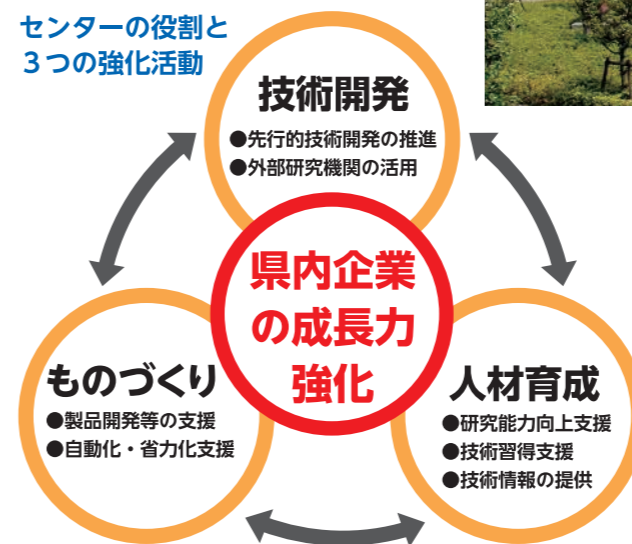 センターの役割と
３つの強化活動
技術開発
●先行的技術開発の推進
●外部研究機関の活用
県内企業
の成長力
強化
ものづくり
●製品開発等の支援
●自動化・省力化支援
人材育成
●研究能力向上支援
●技術習得支援
●技術情報の提供